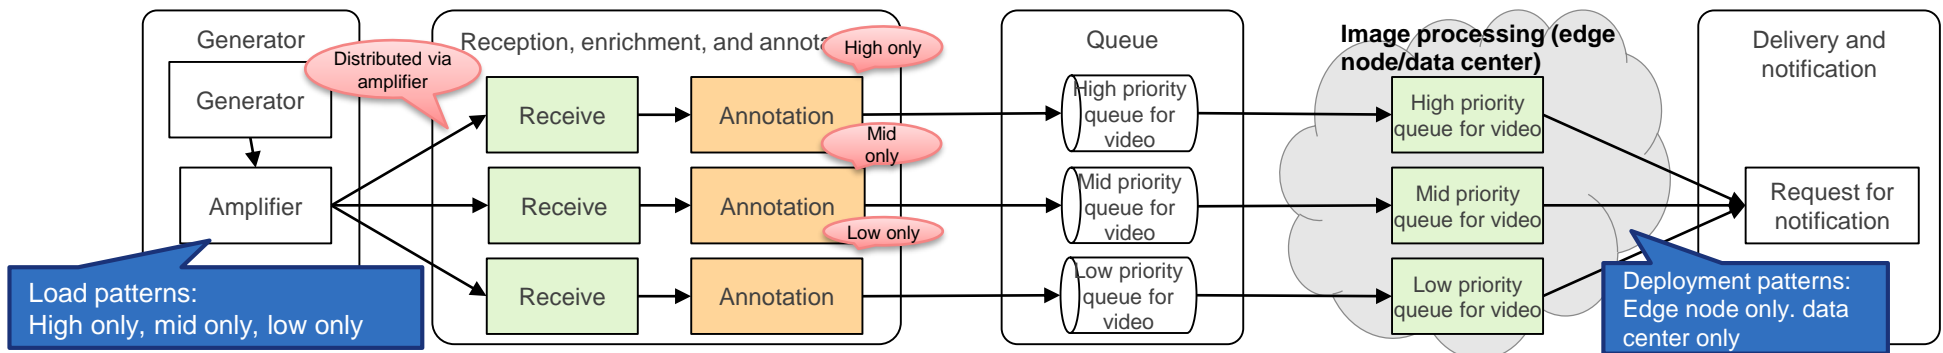 Generator
Generator
Amplifier
Load patterns:
High only, mid only, low only
Distributed via
amplifier
Reception, enrichment, and annota
High only
Receive
Annotation
Mid
only
Receive
Annotation
Low only
Receive
Annotation
Queue
High priority
queue for
video
Mid priority
queue for
video
Low priority
queue for
video
Image processing (edge
node/data center)
High priority
queue for video
Mid priority
queue for video
Low priority
queue for video
Deployment patterns:
Edge node only. data
center only
Delivery and
notification
Request for
notification